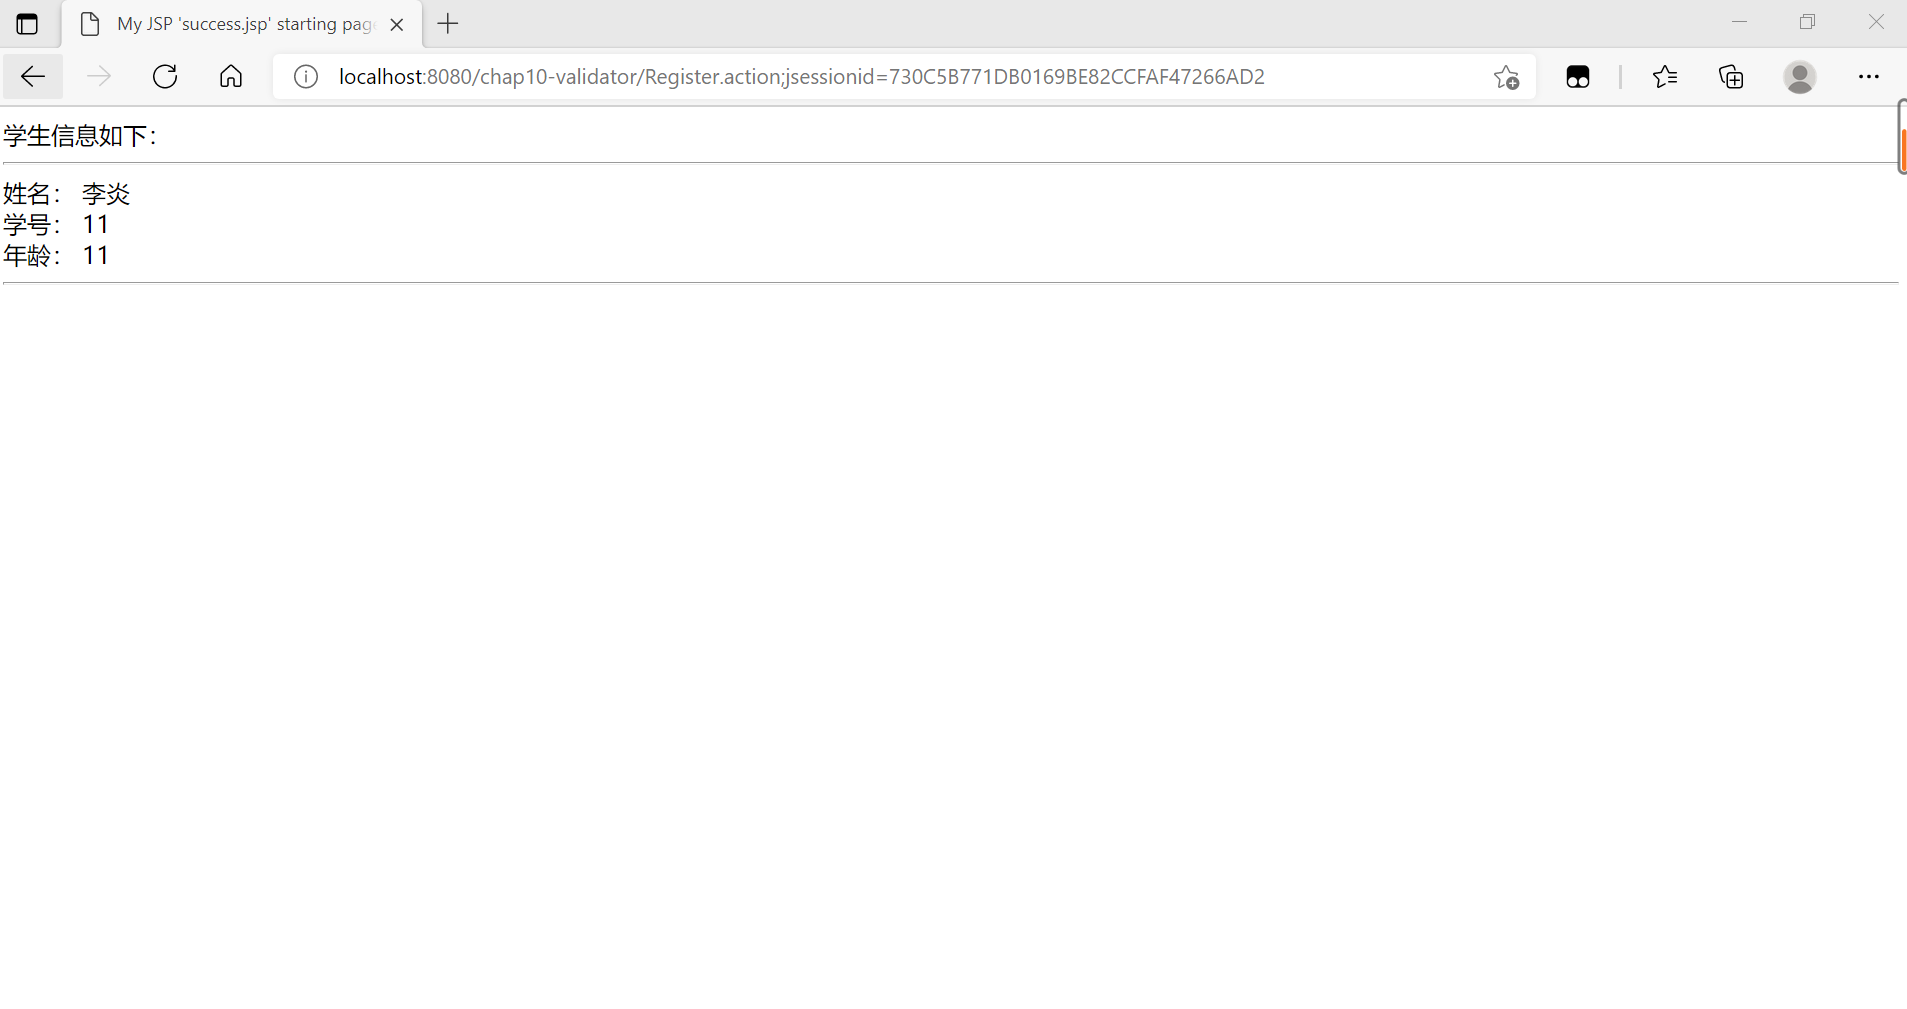 My JSP 'success.jsp' starting pag
localhost:8080/chap10-validator/Register.action;jsessionid=730C5B771DB0169BE82CCFAF47266AD2
学生信息如下：
姓名： 李炎
学号： 11
年龄： 11